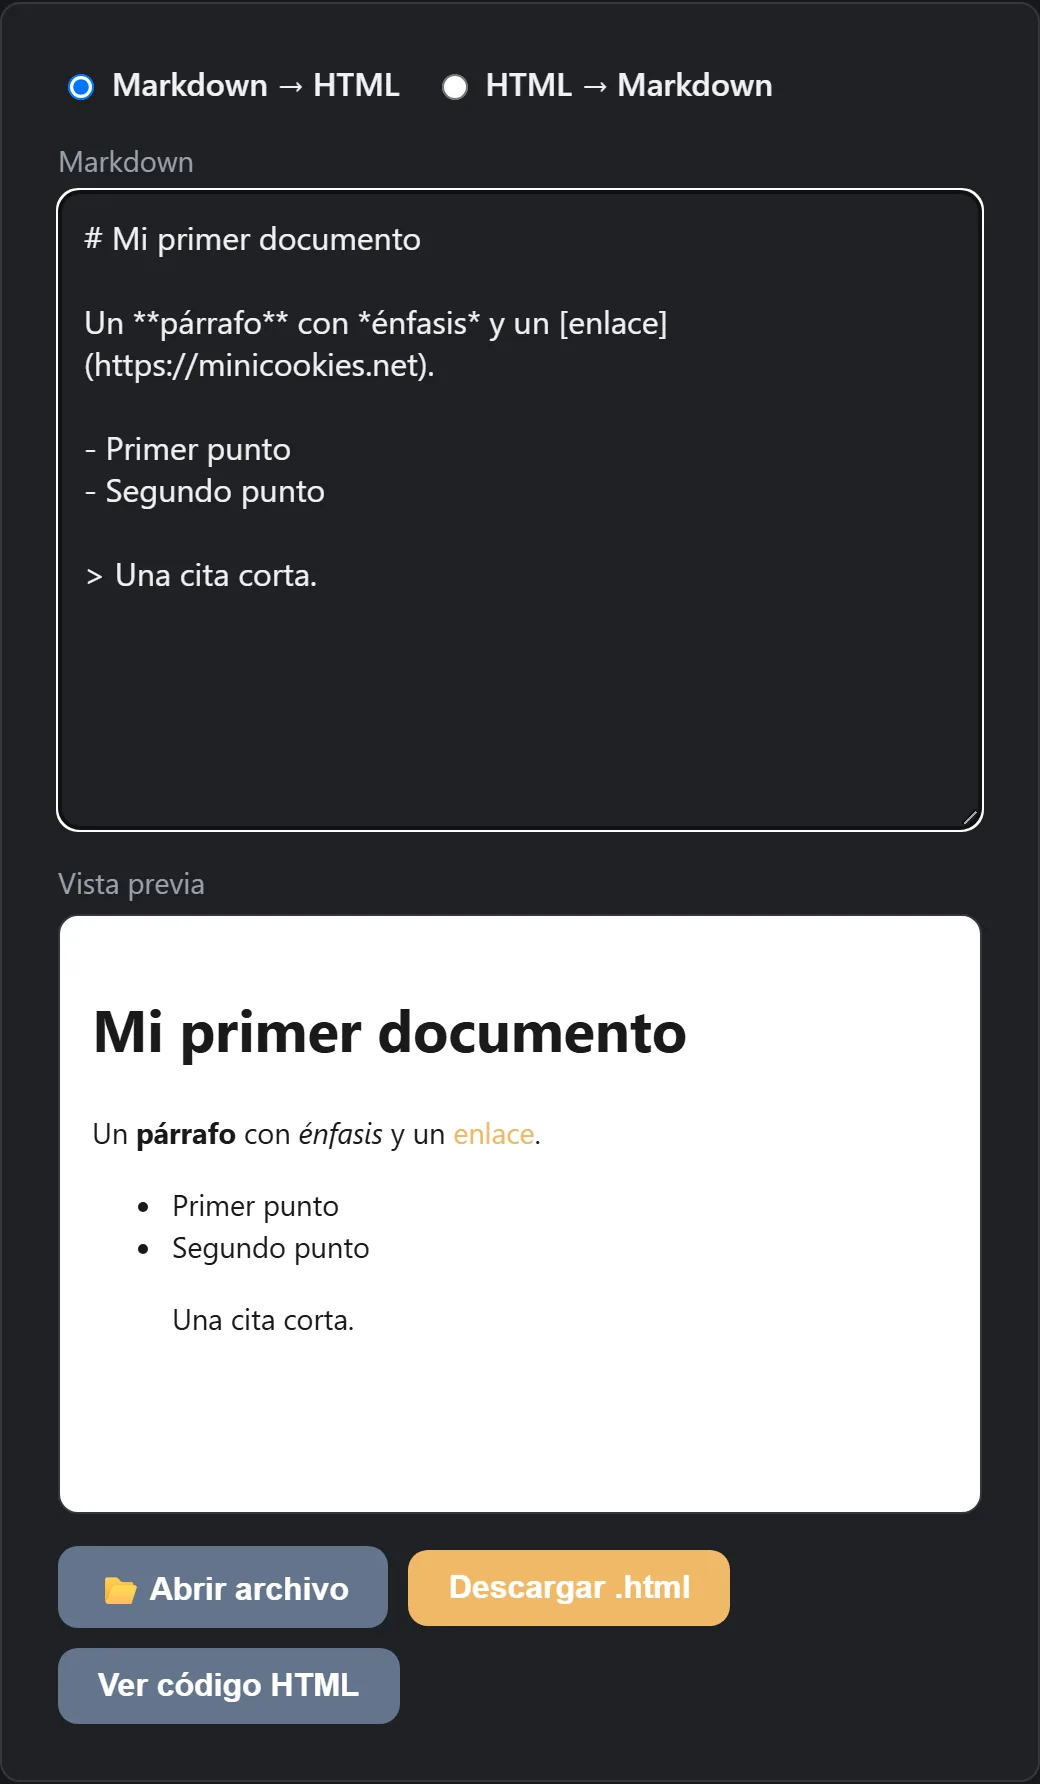 Markdown → HTML HTML → Markdown
Markdown
# Mi primer documento
Un **párrafo** con *énfasis* y un [enlace]
(https://minicookies.net).
- Primer punto
- Segundo punto
> Una cita corta.
Vista previa
Mi primer documento
Un párrafo con énfasis y un enlace.
• Primer punto
• Segundo punto
Una cita corta.
Abrir archivo Descargar .html
Ver código HTML